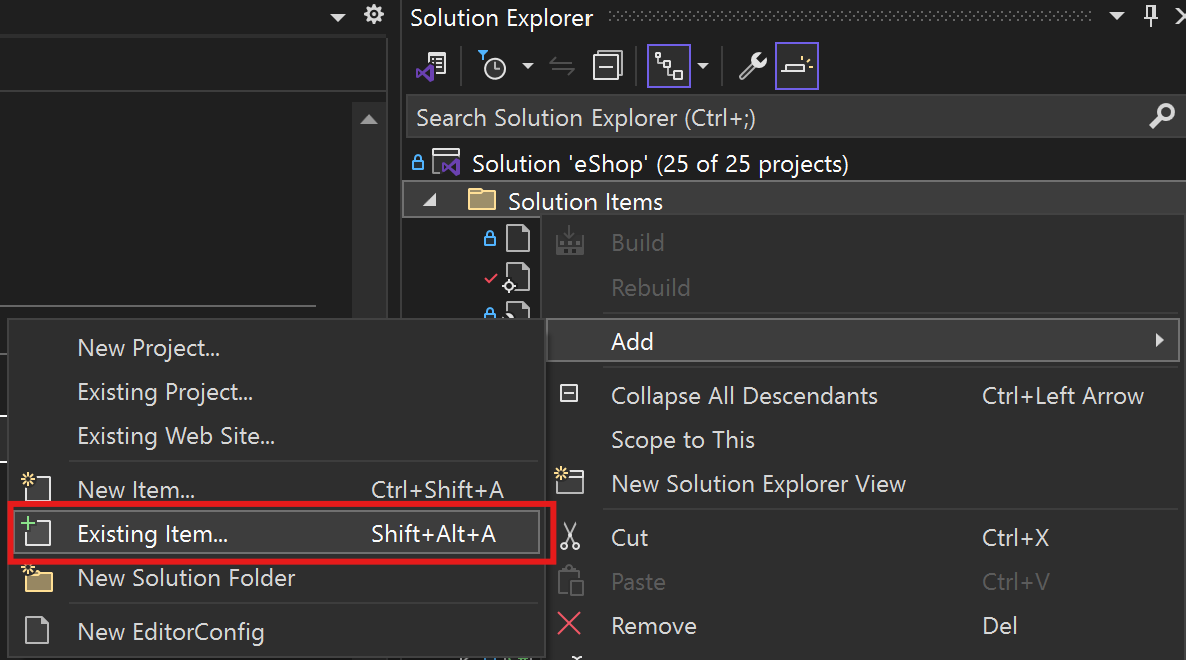 Solution Explorer
Search Solution Explorer (Ctrl+;)
Solution 'eShop' (25 of 25 projects)
Solution Items
Build
Rebuild
Add
Collapse All Descendants Ctrl+Left Arrow
Scope to This
New Solution Explorer View
Cut Ctrl+X
Paste Ctrl+V
Remove Del
New Project...
Existing Project...
Existing Web Site...
New Item... Ctrl+Shift+A
Existing Item... Shift+Alt+A
New Solution Folder
New EditorConfig